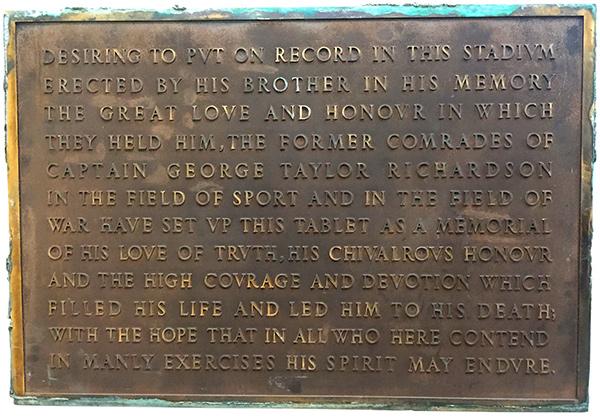 DESIRING TO PVT ON RECORD IN THIS STADIVM
ERECTED BY HIS BROTHER IN HIS MEMORY
THE GREAT LOVE AND HONOVR IN WHICH
THEY HELD HIM, THE FORMER COMRADES OF
CAPTAIN GEORGE TAYLOR RICHARDSON
IN THE FIELD OF SPORT AND IN THE FIELD OF
WAR HAVE SET VP THIS TABLET AS A MEMORIAL
OF HIS LOVE OF TRVTH, HIS CHIVALROVS HONOVR
AND THE HIGH COVRAGE AND DEVOTION WHICH
FILLED HIS LIFE AND LED HIM TO HIS DEATH;
WITH THE HOPE THAT IN ALL WHO HERE CONTEND
IN MANLY EXERCISES HIS SPIRIT MAY ENDVRE.